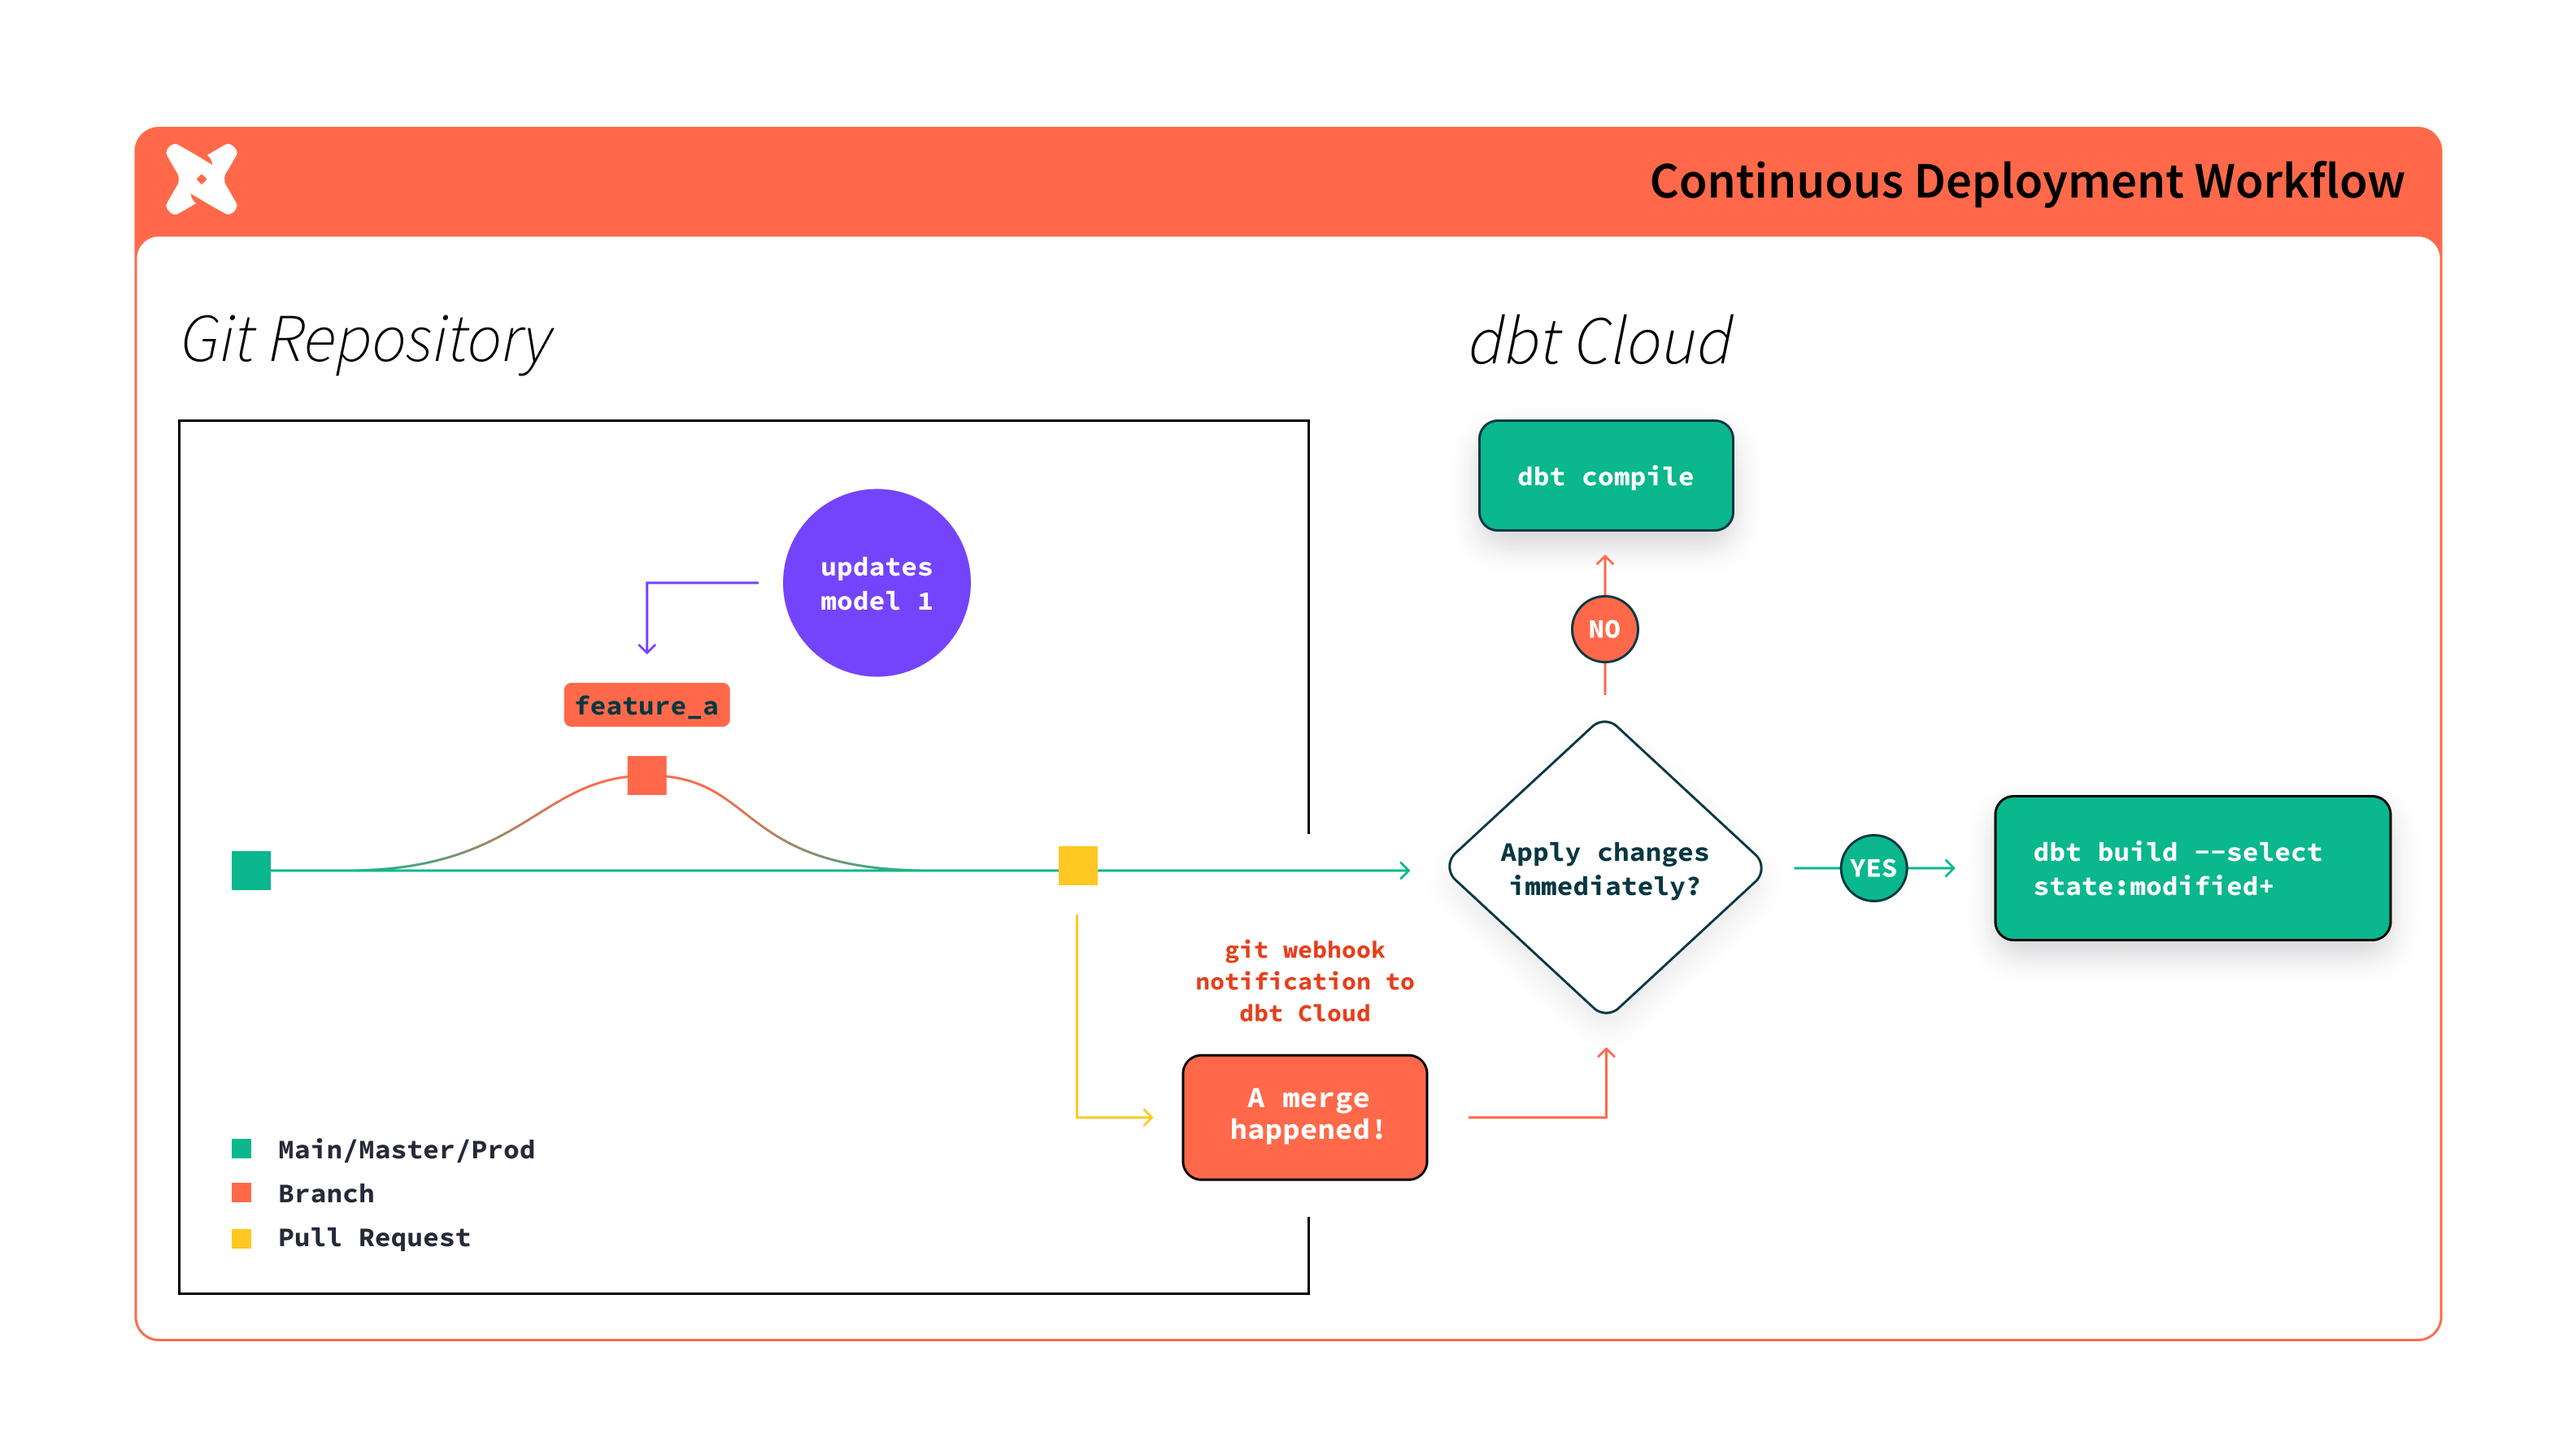 Continuous Deployment Workflow
Git Repository
dbt Cloud
dbt compile
updates
model 1
NO
feature_a
Apply changes
immediately?
YES
dbt build --select
state:modified+
git webhook
notification to
dbt Cloud
A merge
happened!
Main/Master/Prod
Branch
Pull Request